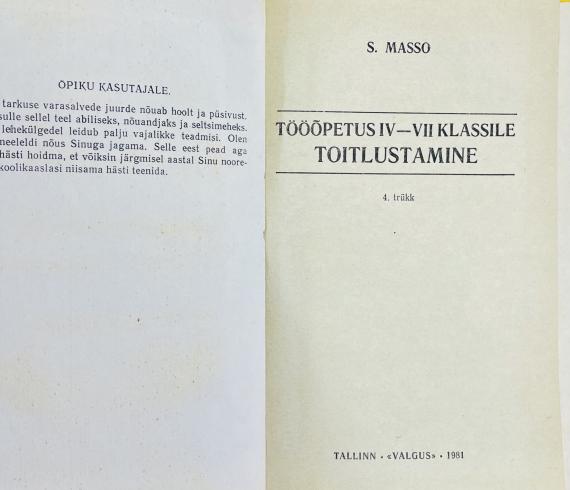 ÕPIKU KASUTAJALE.
tarkuse varasalvede juurde nõuab hoolt ja püsivust.
sulle sellel teel abiliseks, nõuandjaks ja seltsimeheks.
lehekülgedel leidub palju vajalikke teadmisi. Olen
meeleldi nõus Sinuga jagama. Selle eest pead aga
hästi hoidma, et võiksin järgmisel aastal Sinu noore-
koolikaaslasi niisama hästi teenida.
S. MASSO
TÖÖÕPETUS IV—VII KLASSILE
TOITLUSTAMINE
4. trükk
TALLINN · «VALGUS» · 1981